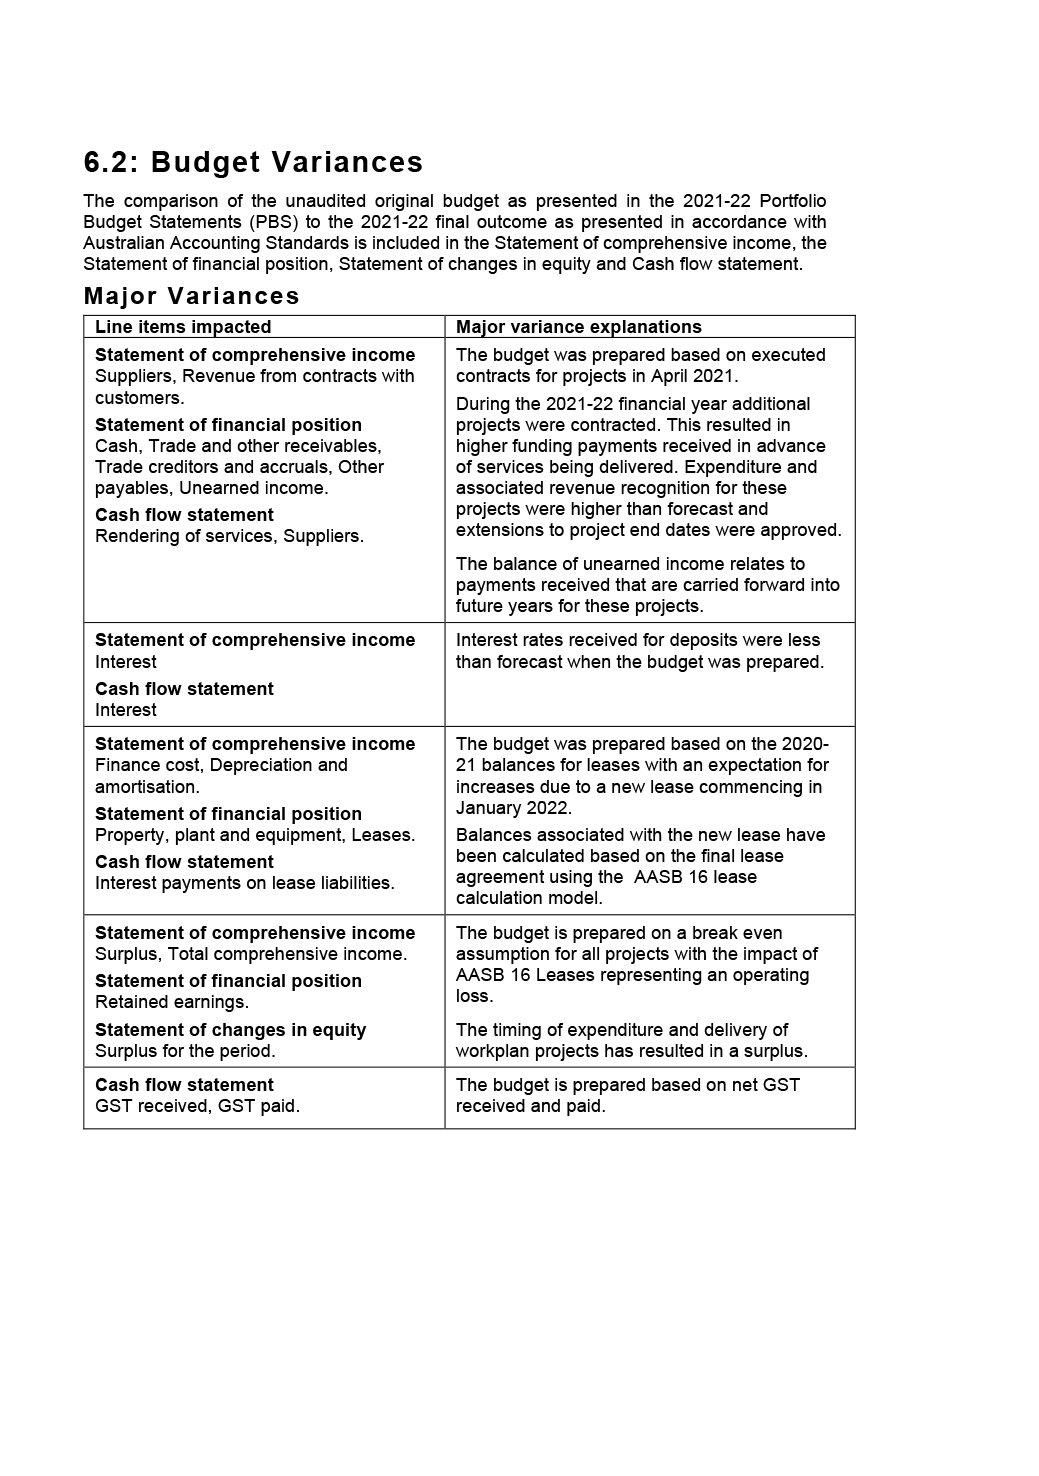 6.2: Budget Variances
The comparison of the unaudited original budget as presented in the 2021-22 Portfolio
Budget Statements (PBS) to the 2021-22 final outcome as presented in accordance with
Australian Accounting Standards is included in the Statement of comprehensive income, the
Statement of financial position, Statement of changes in equity and Cash flow statement.
Major Variances
Line items impacted
Major variance explanations
Statement of comprehensive income
Suppliers, Revenue from contracts with
customers.
Statement of financial position
Cash, Trade and other receivables,
Trade creditors and accruals, Other
payables, Unearned income.
Cash flow statement
Rendering of services, Suppliers.
The budget was prepared based on executed
contracts for projects in April 2021.
During the 2021-22 financial year additional
projects were contracted. This resulted in
higher funding payments received in advance
of services being delivered. Expenditure and
associated revenue recognition for these
projects were higher than forecast and
extensions to project end dates were approved.
The balance of unearned income relates to
payments received that are carried forward into
future years for these projects.
Statement of comprehensive income
Interest
Cash flow statement
Interest
Interest rates received for deposits were less
than forecast when the budget was prepared.
Statement of comprehensive income
Finance cost, Depreciation and
amortisation.
Statement of financial position
Property, plant and equipment, Leases.
Cash flow statement
Interest payments on lease liabilities.
The budget was prepared based on the 2020-
21 balances for leases with an expectation for
increases due to a new lease commencing in
January 2022.
Balances associated with the new lease have
been calculated based on the final lease
agreement using the  AASB 16 lease
calculation model.
Statement of comprehensive income
Surplus, Total comprehensive income.
Statement of financial position
Retained earnings.
Statement of changes in equity
Surplus for the period.
The budget is prepared on a break even
assumption for all projects with the impact of
AASB 16 Leases representing an operating
loss.
The timing of expenditure and delivery of
workplan projects has resulted in a surplus.
Cash flow statement
GST received, GST paid.
The budget is prepared based on net GST
received and paid.